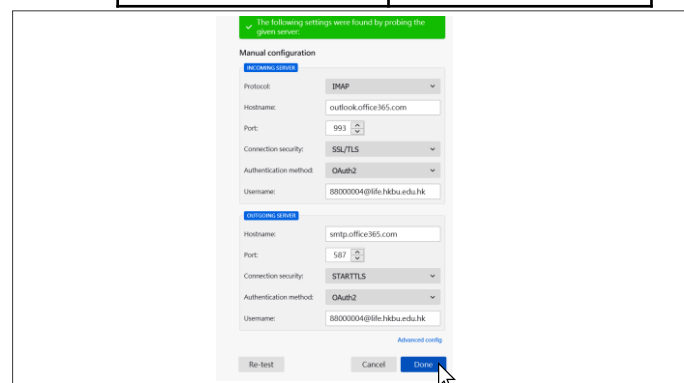 The following settings were found by probing the
given server:
Manual configuration
INCOMING SERVER
Protocol: IMAP
Hostname: outlook.office365.com
Port: 993
Connection security: SSL/TLS
Authentication method: OAuth2
Username: 88000004@life.hkbu.edu.hk
OUTGOING SERVER
Hostname: smtp.office365.com
Port: 587
Connection security: STARTTLS
Authentication method: OAuth2
Username: 88000004@life.hkbu.edu.hk
Advanced config
Re-test Cancel Done